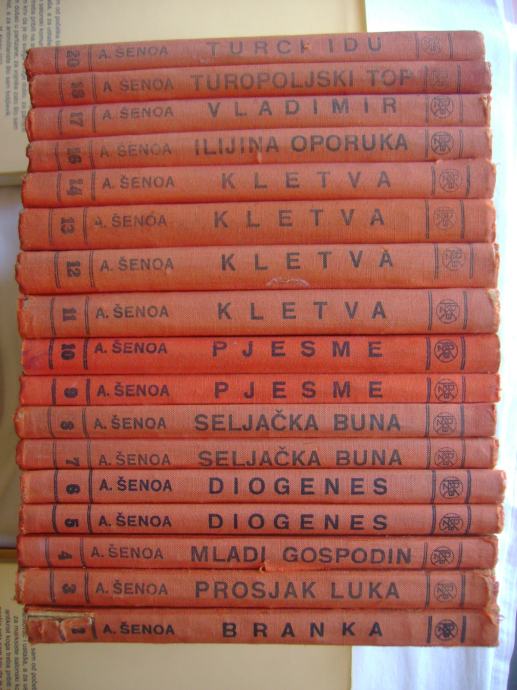 20 A. ŠENOA TURCI IDU
18 A. ŠENOA TUROPOLJSKI TOP
17 A. ŠENOA VLADIMIR
16 A. ŠENOA ILIJINA OPORUKA
14 A. ŠENOA KLETVA
13 A. ŠENOA KLETVA
12 A. ŠENOA KLETVA
11 A. ŠENOA KLETVA
10 A. ŠENOA PJESME
9 A. ŠENOA PJESME
8 A. ŠENOA SELJAČKA BUNA
7 A. ŠENOA SELJAČKA BUNA
6 A. ŠENOA DIOGENES
5 A. ŠENOA DIOGENES
4 A. ŠENOA MLADI GOSPODIN
3 A. ŠENOA PROSJAK LUKA
1 A. ŠENOA BRANKA